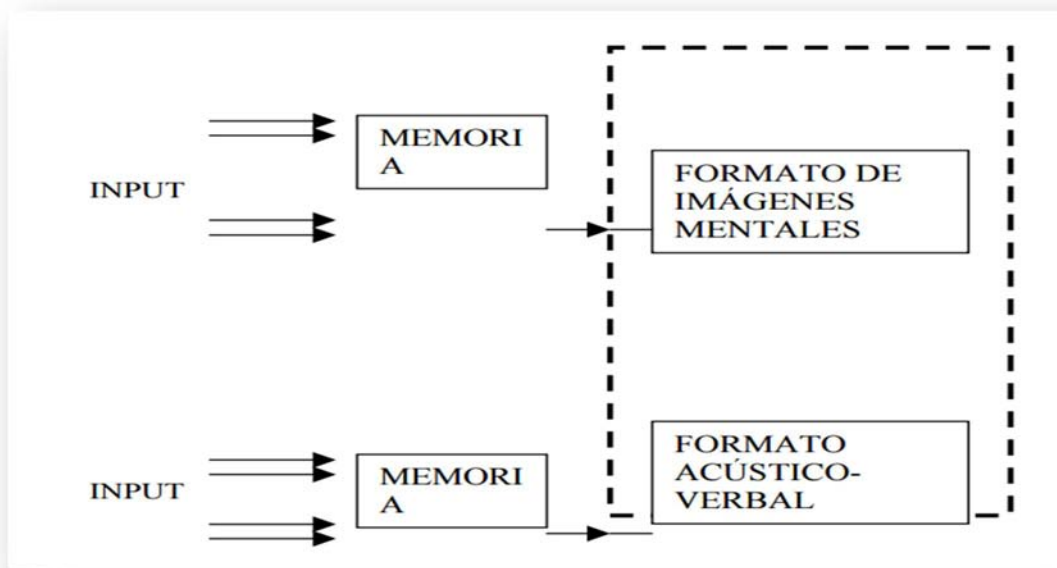 MEMORI
A
INPUT
FORMATO DE
IMÁGENES
MENTALES
MEMORI
A
INPUT
FORMATO
ACÚSTICO-
VERBAL